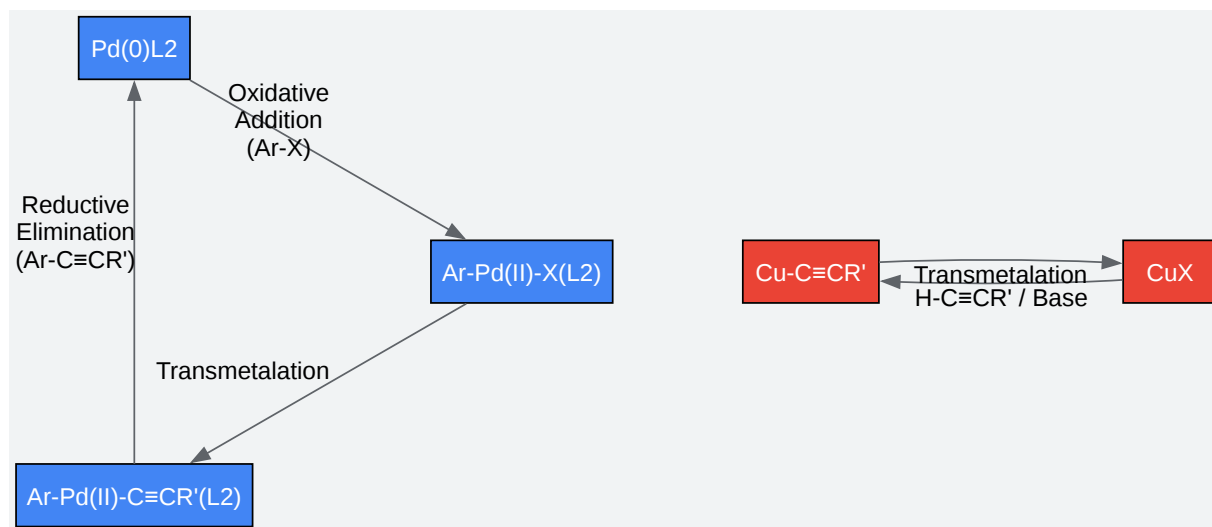 Pd(0)L2
Oxidative
Addition
(Ar-X)
Reductive
Elimination
(Ar-C≡CR')
Ar-Pd(II)-X(L2)
Cu-C≡CR'
Transmetalation
H-C≡CR' / Base
CuX
Transmetalation
Ar-Pd(II)-C≡CR'(L2)